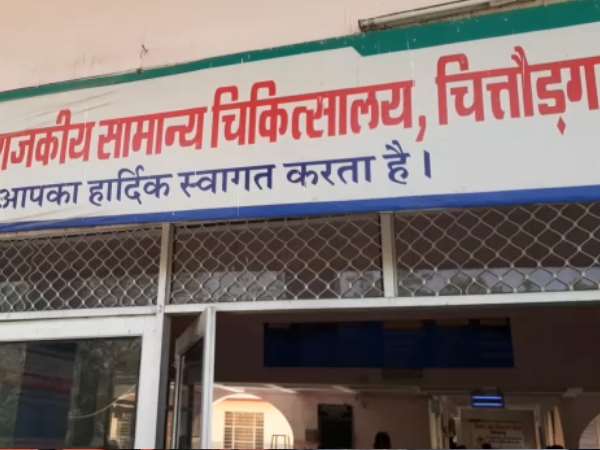 राजकीय सामान्य चिकित्सालय, चित्तौड़ग
आपका हार्दिक स्वागत करता है।